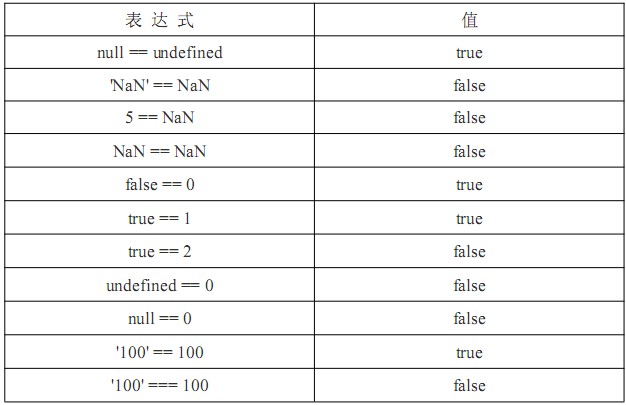 表 达 式 值
null == undefined true
'NaN' == NaN false
5 == NaN false
NaN == NaN false
false == 0 true
true == 1 true
true == 2 false
undefined == 0 false
null == 0 false
'100' == 100 true
'100' === 100 false